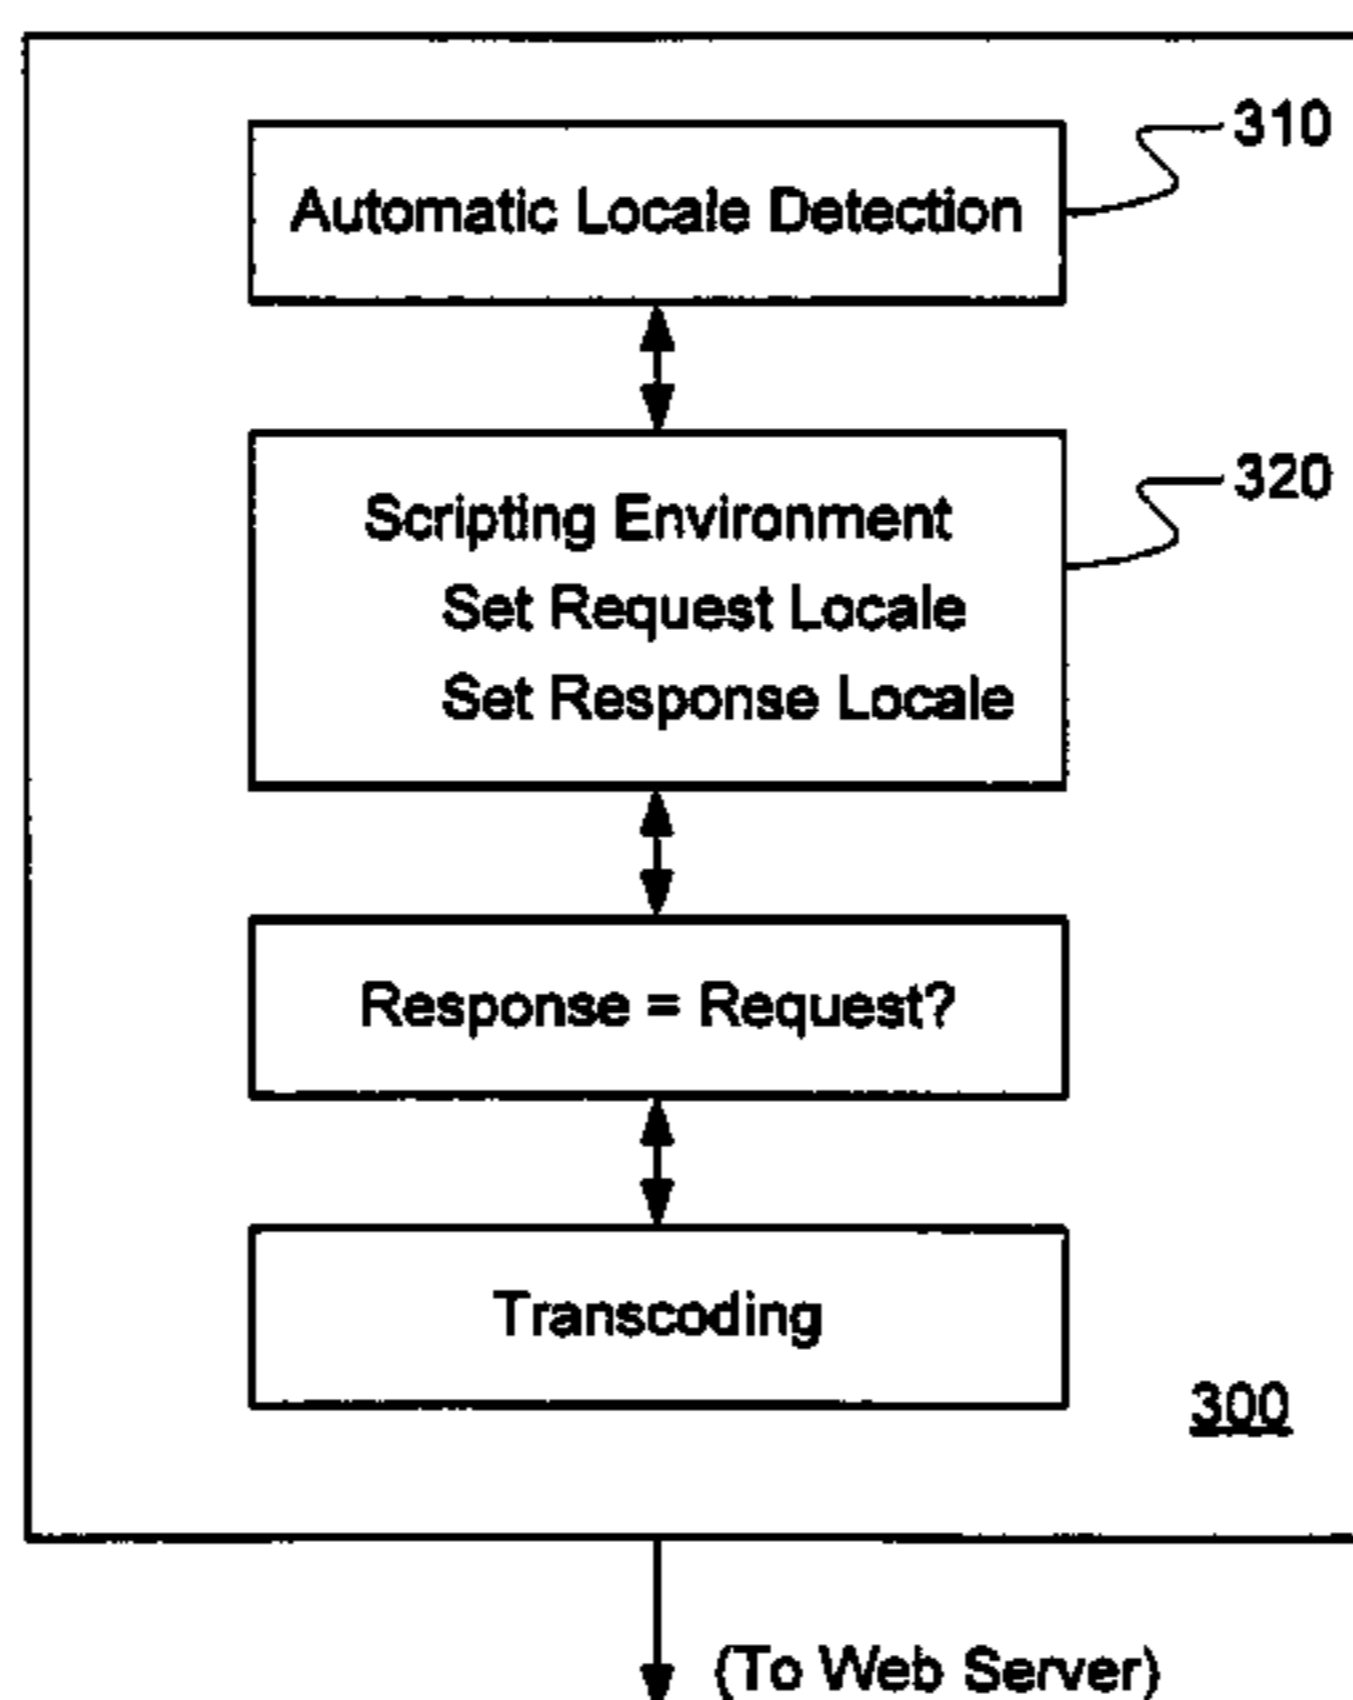 310
Automatic Locale Detection
320
Scripting Environment
Set Request Locale
Set Response Locale
Response = Request?
Transcoding
300
(To Web Server)